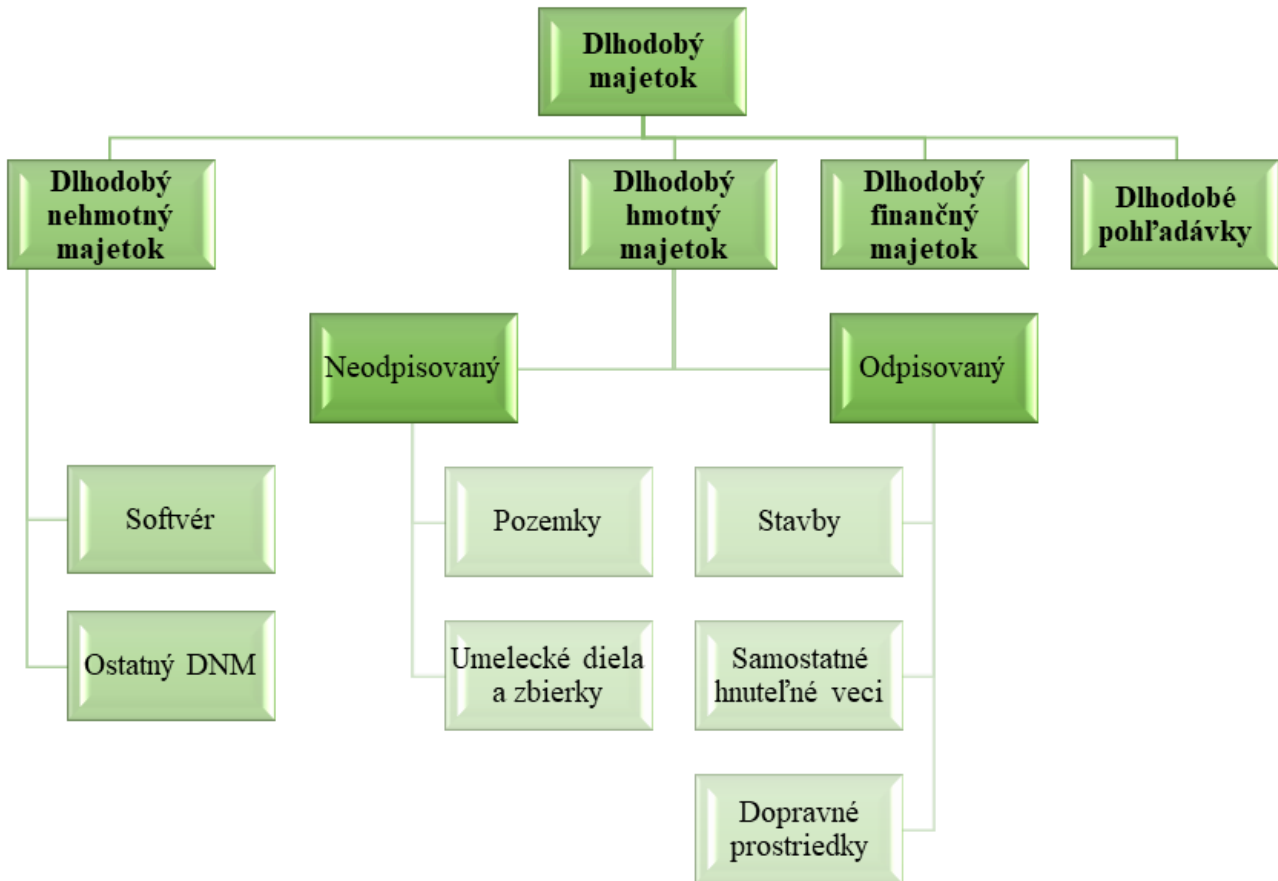 Dlhodobý
majetok
Dlhodobý
nehmotný
majetok
Dlhodobý
hmotný
majetok
Dlhodobý
finančný
majetok
Dlhodobé
pohľadávky
Neodpisovaný
Odpisovaný
Softvér
Pozemky
Stavby
Ostatný DNM
Umelecké diela
a zbierky
Samostatné
hnuteľné veci
Dopravné
prostriedky